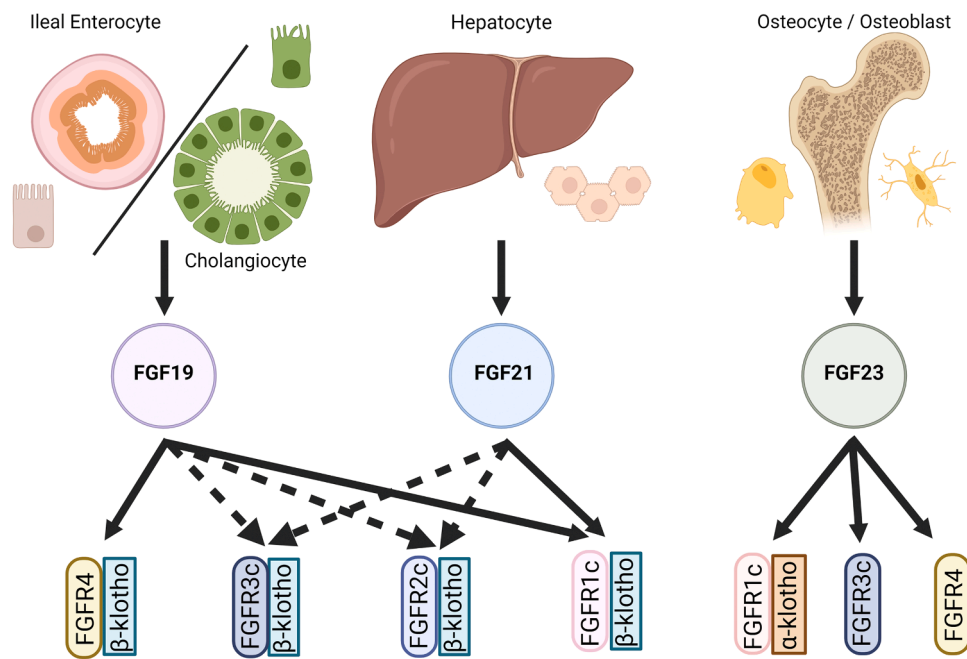 Ileal Enterocyte
Hepatocyte
Osteocyte / Osteoblast
Cholangiocyte
FGF19
FGF21
FGF23
FGFR4
β-klotho
FGFR3c
β-klotho
FGFR2c
β-klotho
FGFR1c
β-klotho
FGFR1c
α-klotho
FGFR3c
FGFR4